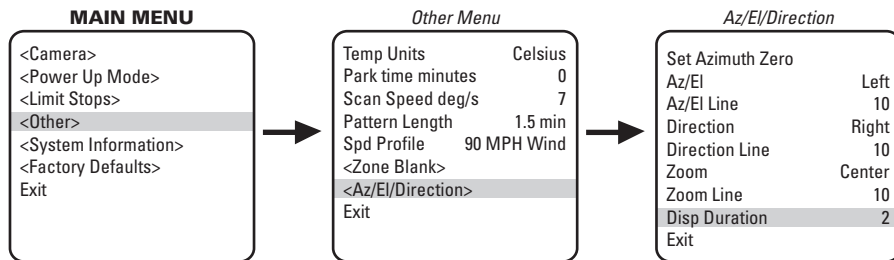 MAIN MENU
<Camera>
<Power Up Mode>
<Limit Stops>
<Other>
<System Information>
<Factory Defaults>
Exit
Other Menu
Temp Units Celsius
Park time minutes 0
Scan Speed deg/s 7
Pattern Length 1.5 min
Spd Profile 90 MPH Wind
<Zone Blank>
<Az/El/Direction>
Exit
Az/El/Direction
Set Azimuth Zero
Az/El Left
Az/El Line 10
Direction Right
Direction Line 10
Zoom Center
Zoom Line 10
Disp Duration 2
Exit